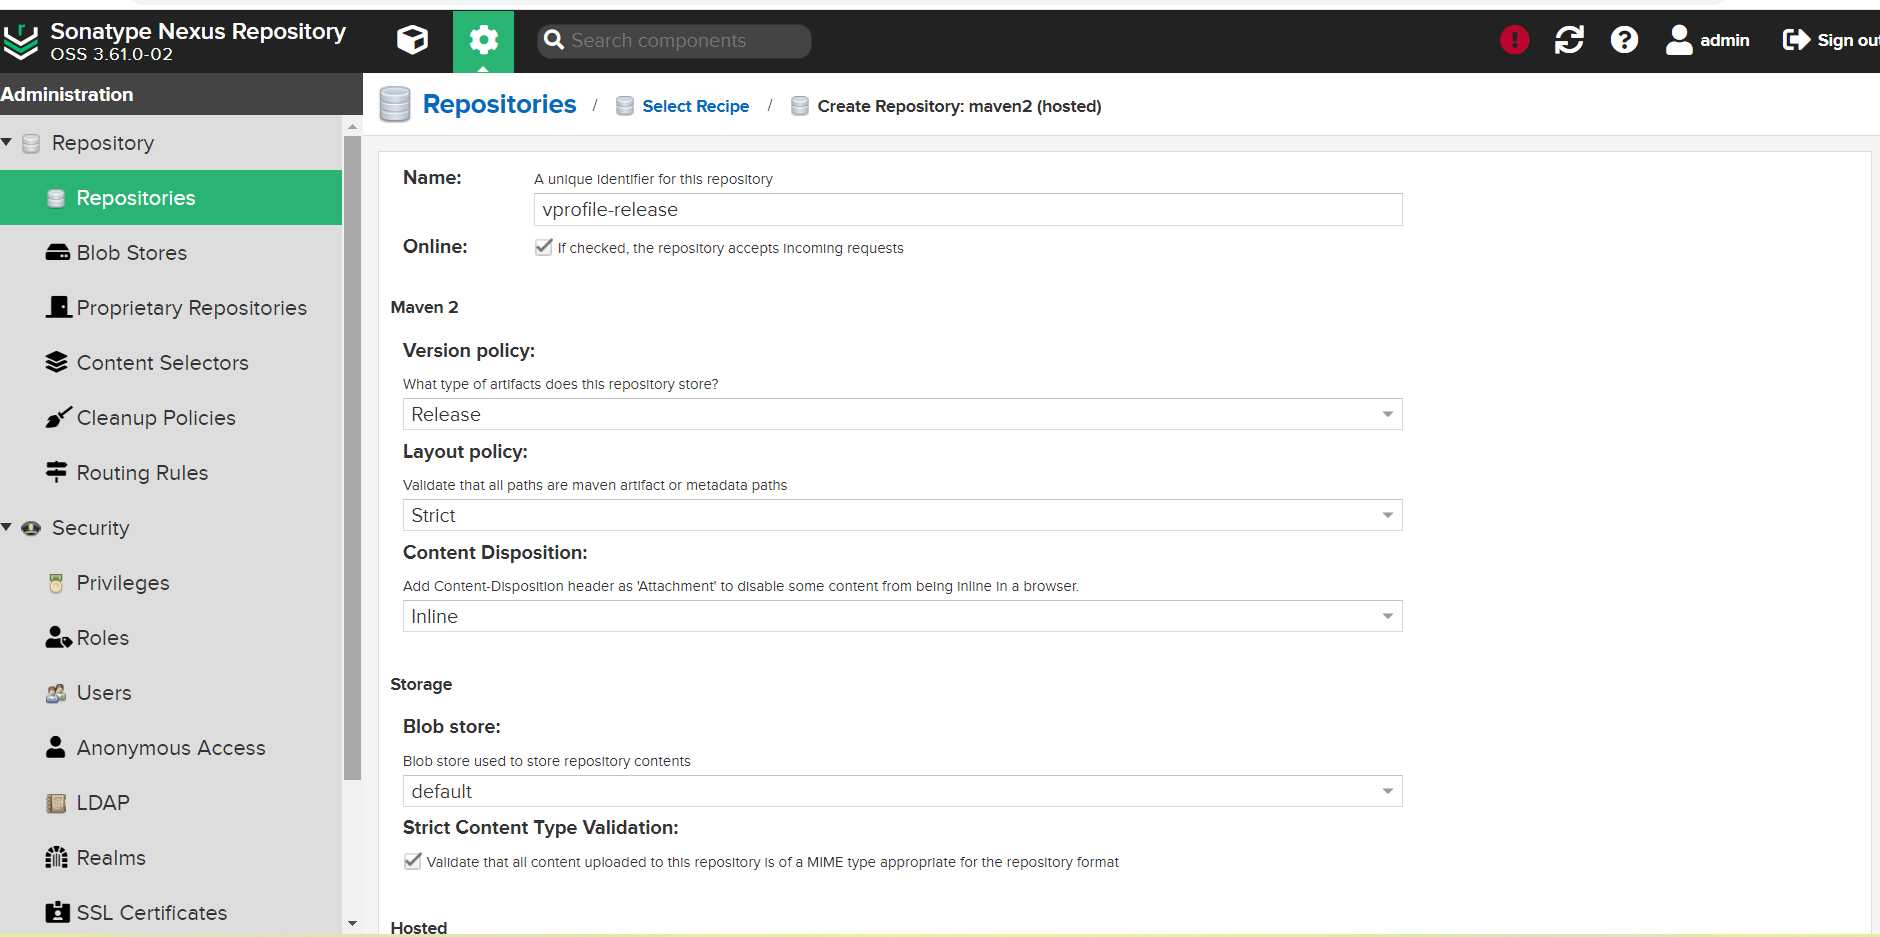 Sonatype Nexus Repository
OSS 3.61.0-02
Search components
admin
Sign out
Administration
Repository
Repositories
Blob Stores
Proprietary Repositories
Content Selectors
Cleanup Policies
Routing Rules
Security
Privileges
Roles
Users
Anonymous Access
LDAP
Realms
SSL Certificates
Repositories / Select Recipe / Create Repository: maven2 (hosted)
Name: A unique identifier for this repository
vprofile-release
Online: If checked, the repository accepts incoming requests
Maven 2
Version policy:
What type of artifacts does this repository store?
Release
Layout policy:
Validate that all paths are maven artifact or metadata paths
Strict
Content Disposition:
Add Content-Disposition header as 'Attachment' to disable some content from being inline in a browser.
Inline
Storage
Blob store:
Blob store used to store repository contents
default
Strict Content Type Validation:
Validate that all content uploaded to this repository is of a MIME type appropriate for the repository format
Hosted